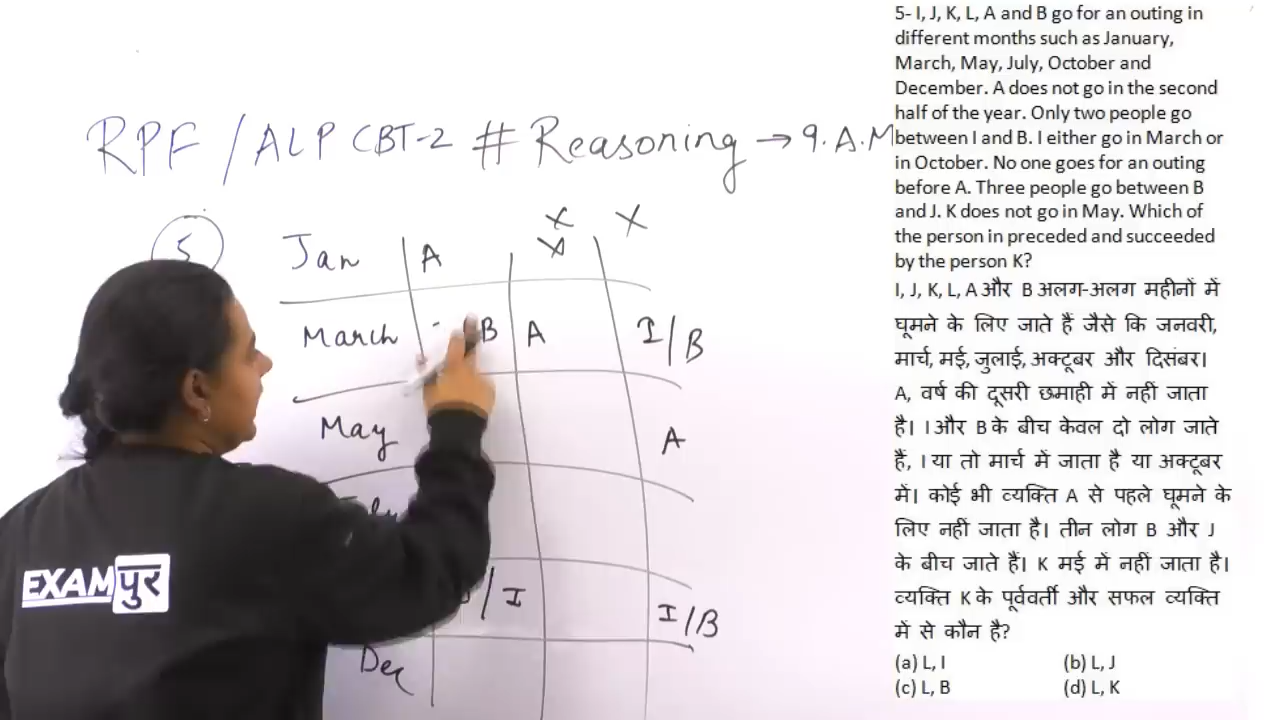 RPF / ALP CBT-2 # Reasoning → 9. A.M
5
Jan A X X
X
March B A I/B
May A
July
/ I I/B
Dec
EXAM पुर
5- I, J, K, L, A and B go for an outing in
different months such as January,
March, May, July, October and
December. A does not go in the second
half of the year. Only two people go
between I and B. I either go in March or
in October. No one goes for an outing
before A. Three people go between B
and J. K does not go in May. Which of
the person in preceded and succeeded
by the person K?
I, J, K, L, A और B अलग-अलग महीनों में
घूमने के लिए जाते हैं जैसे कि जनवरी,
मार्च, मई, जुलाई, अक्टूबर और दिसंबर।
A, वर्ष की दूसरी छमाही में नहीं जाता
है। I और B के बीच केवल दो लोग जाते
हैं, I या तो मार्च में जाता है या अक्टूबर
में। कोई भी व्यक्ति A से पहले घूमने के
लिए नहीं जाता है। तीन लोग B और J
के बीच जाते हैं। K मई में नहीं जाता है।
व्यक्ति K के पूर्ववर्ती और सफल व्यक्ति
में से कौन है?
(a) L, I (b) L, J
(c) L, B (d) L, K